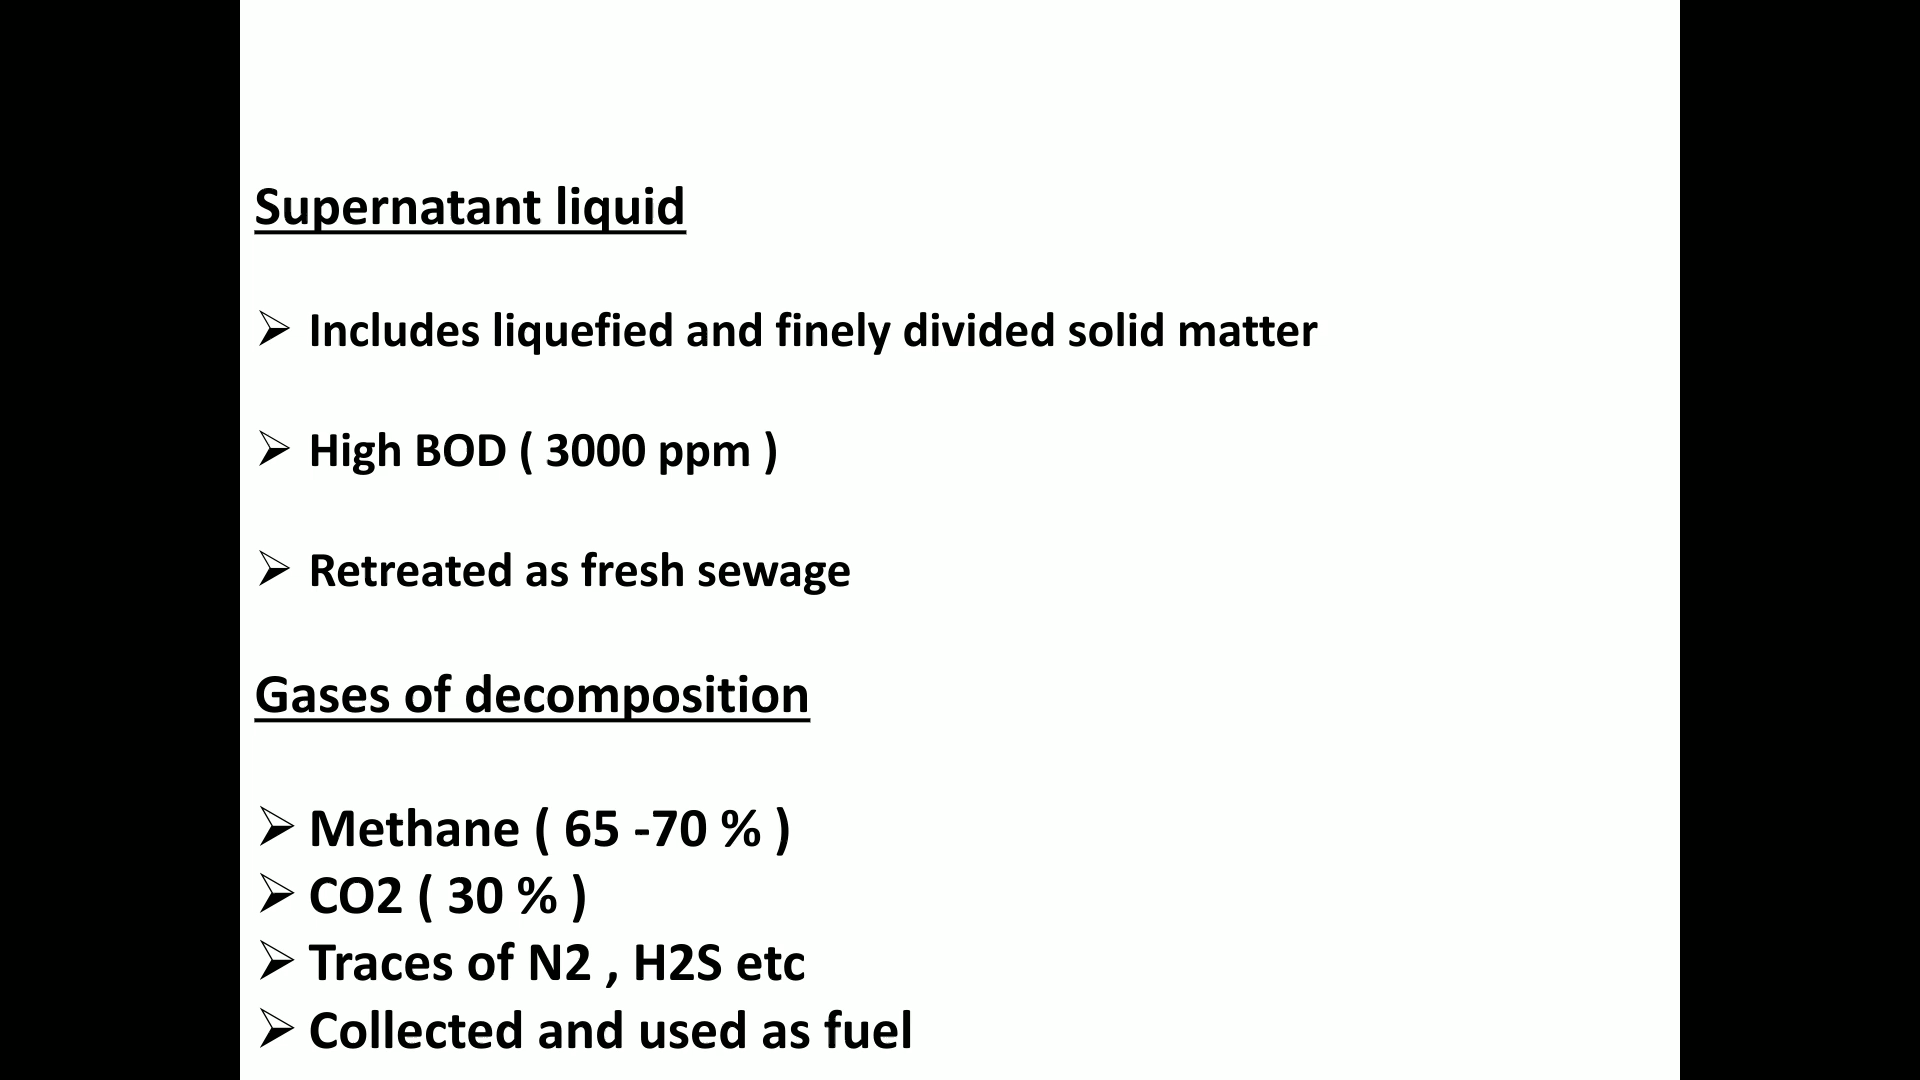 Supernatant liquid
➢ Includes liquefied and finely divided solid matter
➢ High BOD ( 3000 ppm )
➢ Retreated as fresh sewage
Gases of decomposition
➢ Methane ( 65 -70 % )
➢ CO2 ( 30 % )
➢ Traces of N2 , H2S etc
➢ Collected and used as fuel